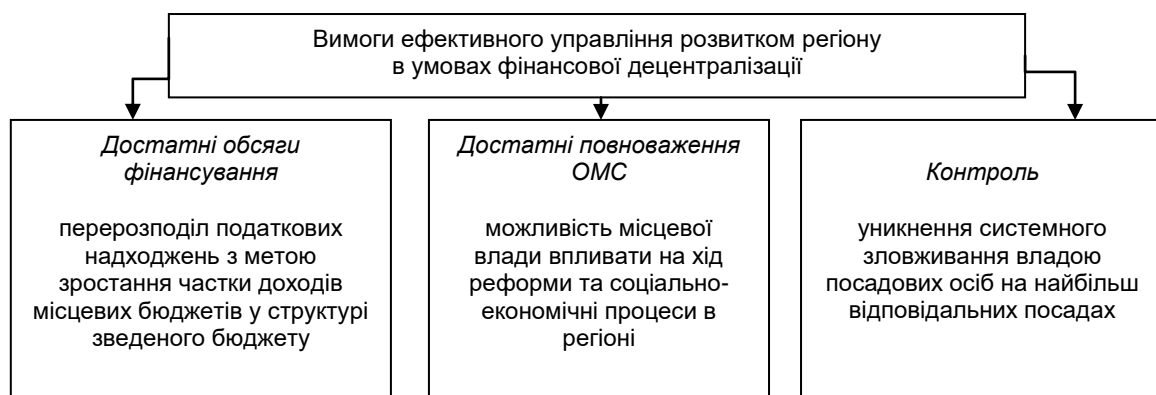 Вимоги ефективного управління розвитком регіону
в умовах фінансової децентралізації
Достатні обсяги
фінансування
перерозподіл податкових
надходжень з метою
зростання частки доходів
місцевих бюджетів у структурі
зведеного бюджету
Достатні повноваження
ОМС
можливість місцевої
влади впливати на хід
реформи та соціально-
економічні процеси в
регіоні
Контроль
уникнення системного
зловживання владою
посадових осіб на найбільш
відповідальних посадах